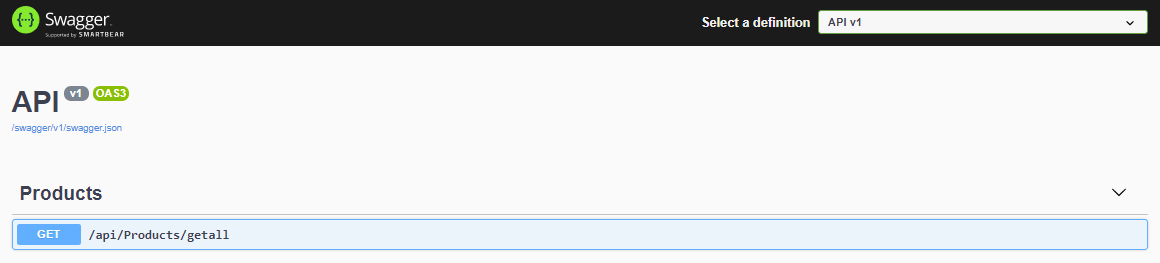 {··} Swagger.
Supported by SMARTBEAR
Select a definition
API v1
API v1 OAS3
/swagger/v1/swagger.json
Products
GET /api/Products/getall